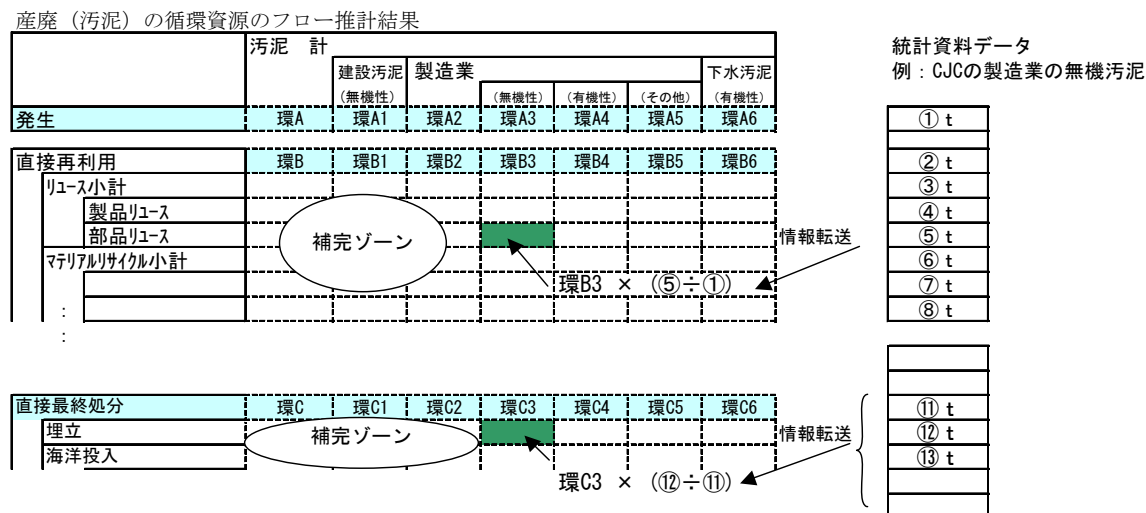 産廃（汚泥）の循環資源のフロー推計結果
汚泥　計
統計資料データ
建設汚泥 製造業 下水汚泥
例：CJCの製造業の無機汚泥
（無機性） （無機性） （有機性） （その他） （有機性）
発生 環A 環A1 環A2 環A3 環A4 環A5 環A6 ① t
直接再利用 環B 環B1 環B2 環B3 環B4 環B5 環B6 ② t
ﾘﾕｰｽ小計 ③ t
製品ﾘﾕｰｽ ④ t
部品ﾘﾕｰｽ 補完ゾーン 情報転送 ⑤ t
ﾏﾃﾘｱﾙﾘｻｲｸﾙ小計 ⑥ t
環B3 × （⑤÷①） ⑦ t
： ⑧ t
：
直接最終処分 環C 環C1 環C2 環C3 環C4 環C5 環C6 ⑪ t
埋立 補完ゾーン 情報転送 ⑫ t
海洋投入 ⑬ t
環C3 × （⑫÷⑪）